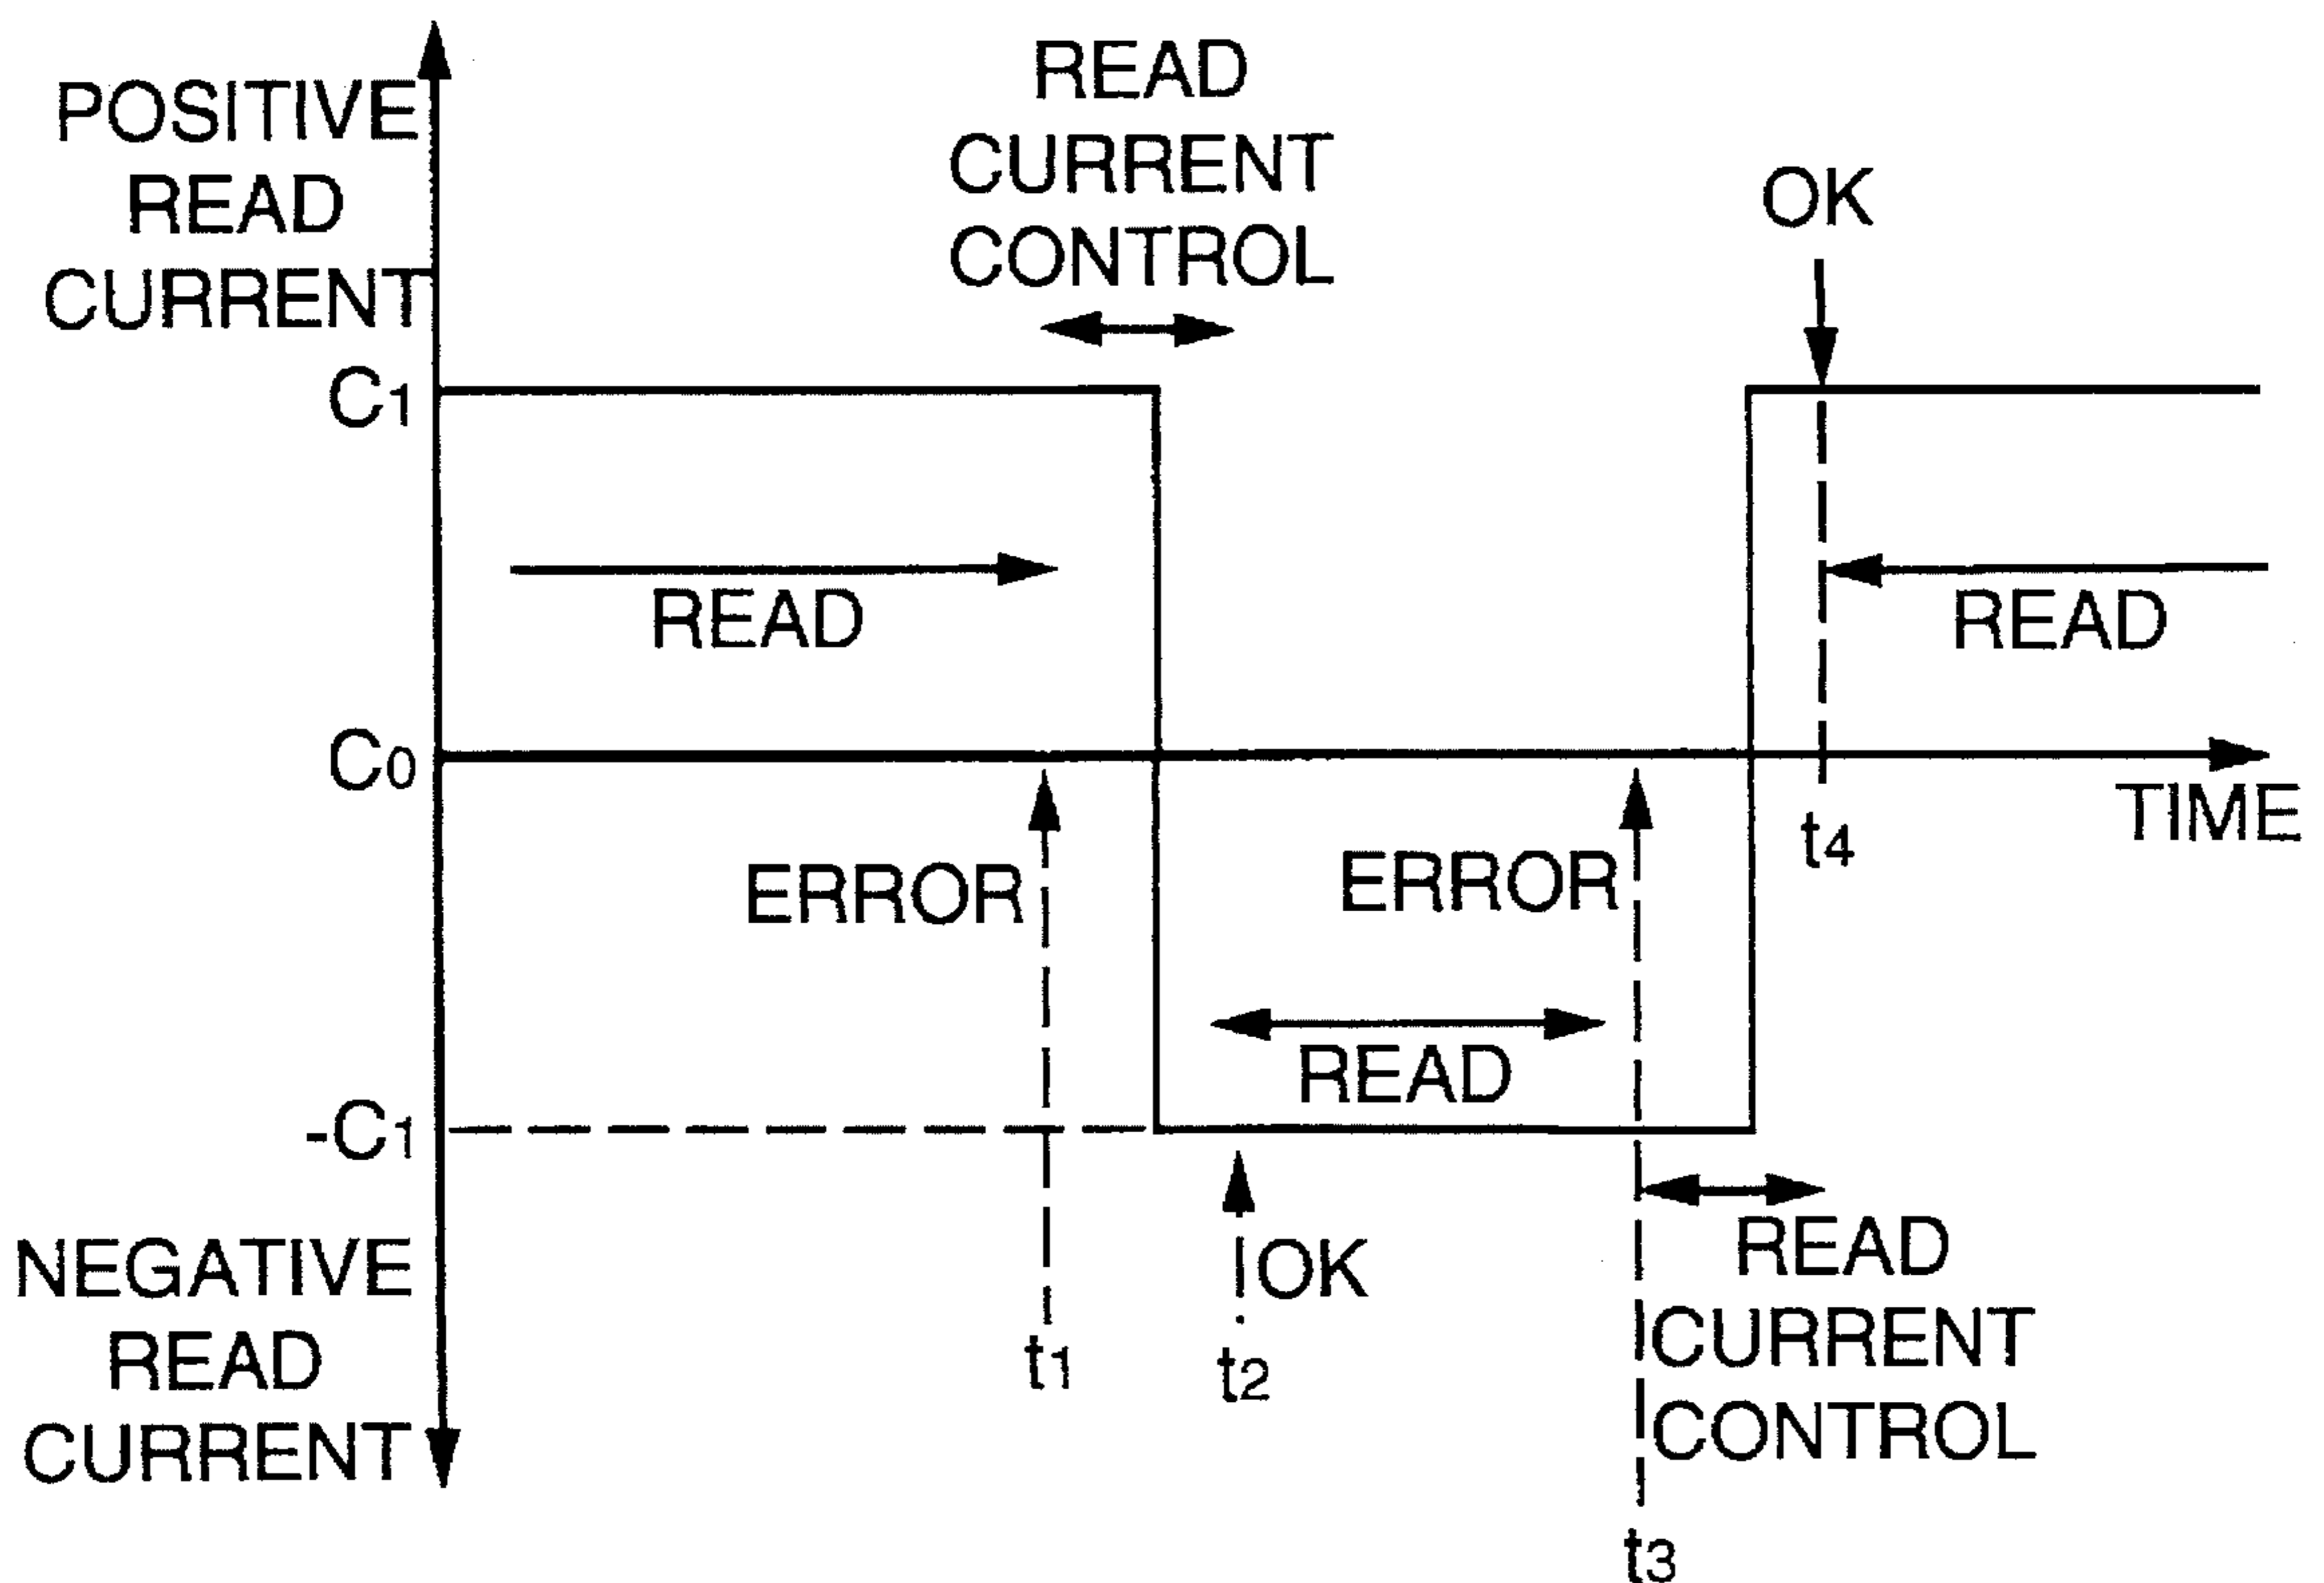 POSITIVE
READ
CURRENT
READ
CURRENT
CONTROL
OK
C1
READ
READ
C0
TIME
t4
ERROR
ERROR
READ
-C1
NEGATIVE
READ
CURRENT
OK
t1
t2
READ
CURRENT
CONTROL
t3